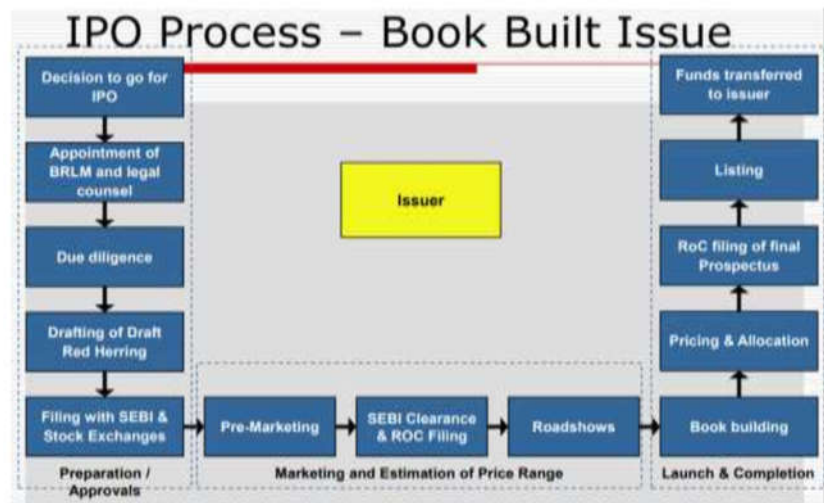 IPO Process – Book Built Issue
Decision to go for
IPO
Appointment of
BRLM and legal
counsel
Due diligence
Drafting of Draft
Red Herring
Filing with SEBI &
Stock Exchanges
Preparation /
Approvals
Issuer
Pre-Marketing
SEBI Clearance
& ROC Filing
Roadshows
Marketing and Estimation of Price Range
Funds transferred
to issuer
Listing
RoC filing of final
Prospectus
Pricing & Allocation
Book building
Launch & Completion